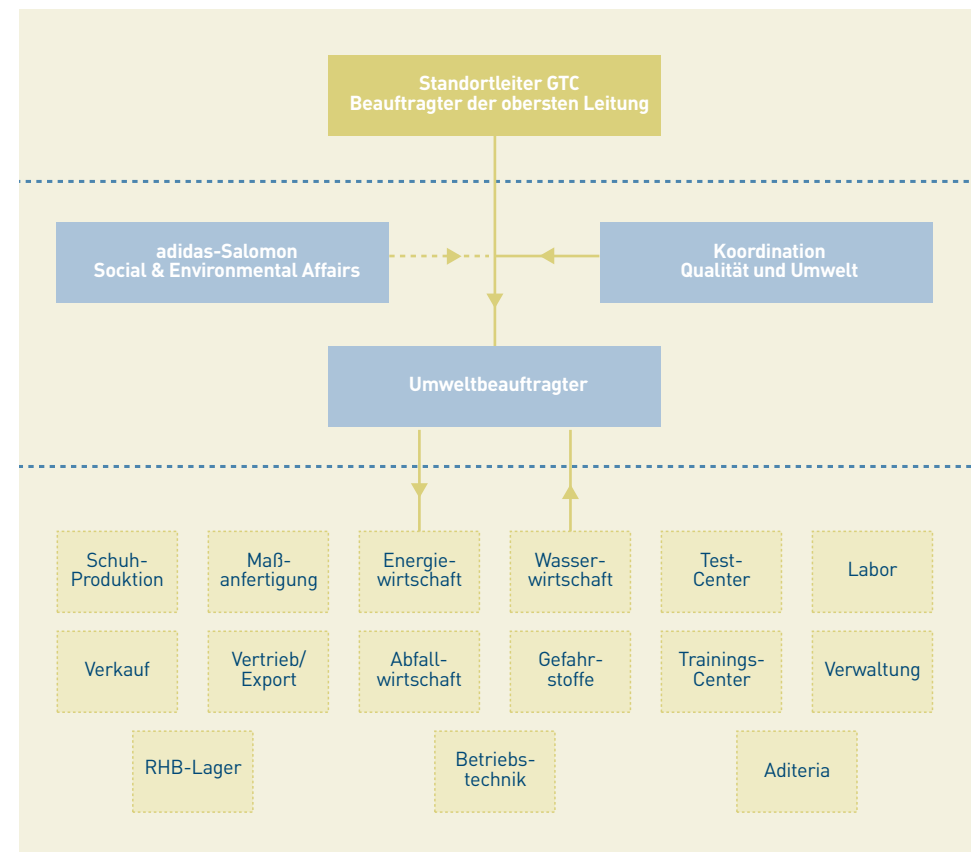 Standortleiter GTC
Beauftragter der obersten Leitung
adidas-Salomon
Social & Environmental Affairs
Koordination
Qualität und Umwelt
Umweltbeauftragter
Schuh-
Produktion
Maß-
anfertigung
Energie-
wirtschaft
Wasser-
wirtschaft
Test-
Center
Labor
Verkauf
Vertrieb/
Export
Abfall-
wirtschaft
Gefahr-
stoffe
Trainings-
Center
Verwaltung
RHB-Lager
Betriebs-
technik
Aditeria